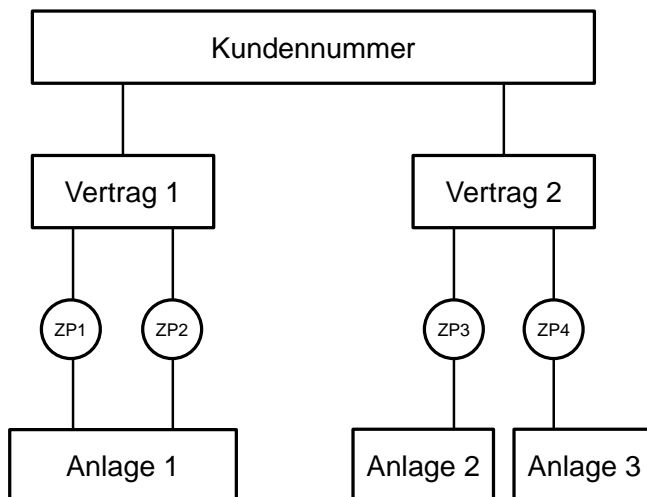 Kundennummer
Vertrag 1
Vertrag 2
ZP1
ZP2
ZP3
ZP4
Anlage 1
Anlage 2
Anlage 3